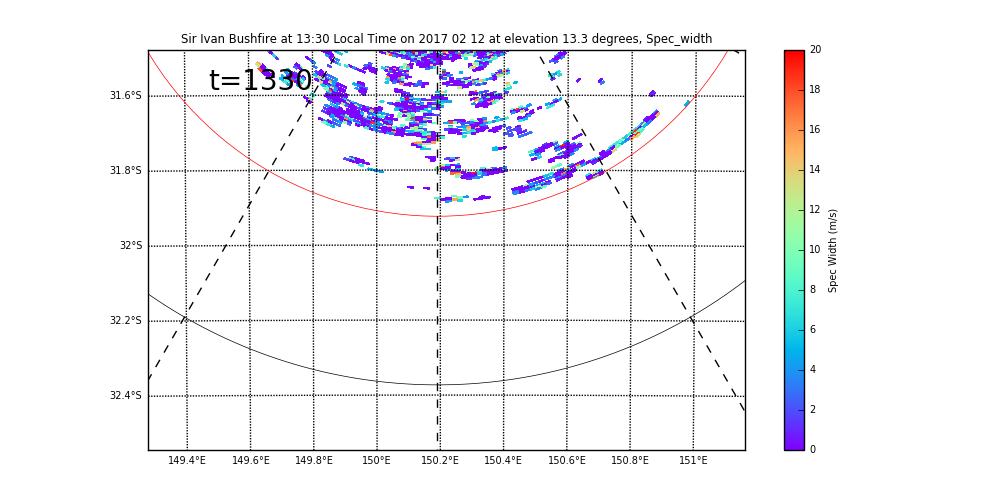 Sir Ivan Bushfire at 13:30 Local Time on 2017 02 12 at elevation 13.3 degrees, Spec_width
t=1330
31.6°S
31.8°S
32°S
32.2°S
32.4°S
149.4°E 149.6°E 149.8°E 150°E 150.2°E 150.4°E 150.6°E 150.8°E 151°E
20
18
16
14
12
10
8
6
4
2
0
Spec Width (m/s)